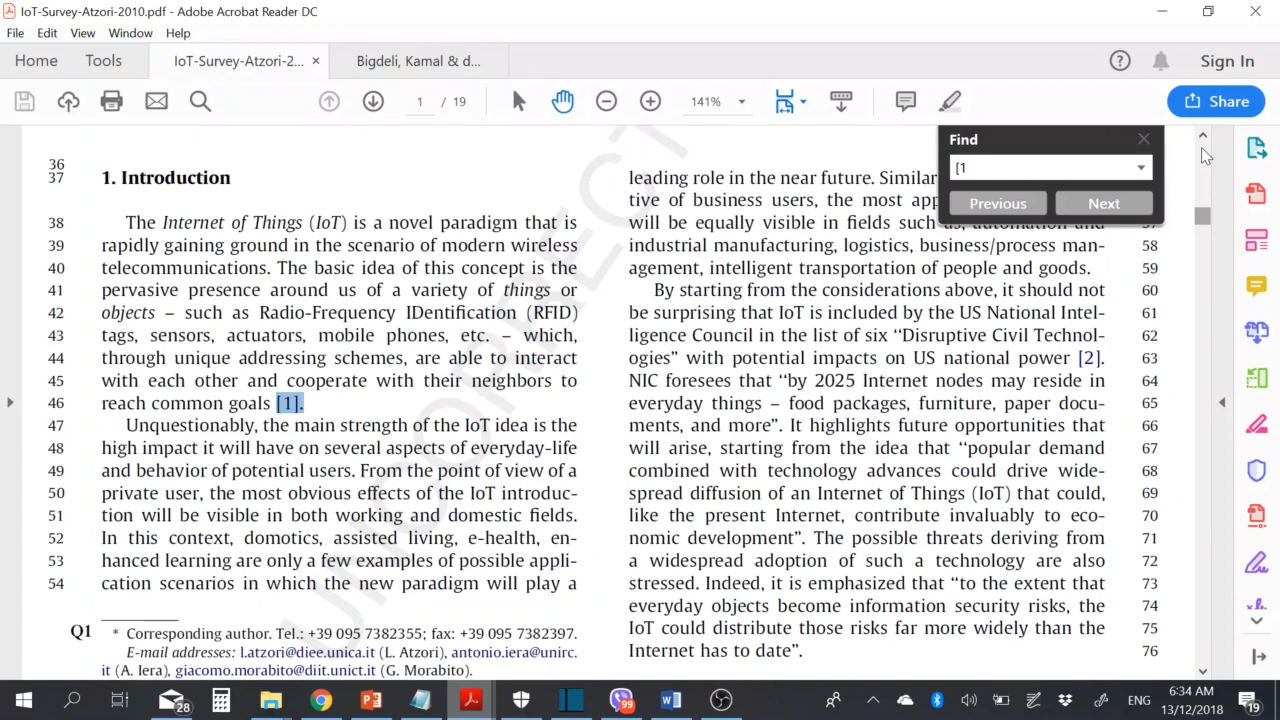 IoT-Survey-Atzori-2010.pdf - Adobe Acrobat Reader DC
File Edit View Window Help
Home Tools IoT-Survey-Atzori-2... × Bigdeli, Kamal & d... Sign In
1 / 19 141% Share
Find
[1
Previous Next
36
37 1. Introduction
38 The Internet of Things (IoT) is a novel paradigm that is
39 rapidly gaining ground in the scenario of modern wireless
40 telecommunications. The basic idea of this concept is the
41 pervasive presence around us of a variety of things or
42 objects – such as Radio-Frequency IDentification (RFID)
43 tags, sensors, actuators, mobile phones, etc. – which,
44 through unique addressing schemes, are able to interact
45 with each other and cooperate with their neighbors to
46 reach common goals [1].
47 Unquestionably, the main strength of the IoT idea is the
48 high impact it will have on several aspects of everyday-life
49 and behavior of potential users. From the point of view of a
50 private user, the most obvious effects of the IoT introduc-
51 tion will be visible in both working and domestic fields.
52 In this context, domotics, assisted living, e-health, en-
53 hanced learning are only a few examples of possible appli-
54 cation scenarios in which the new paradigm will play a
Q1 * Corresponding author. Tel.: +39 095 7382355; fax: +39 095 7382397.
E-mail addresses: l.atzori@diee.unica.it (L. Atzori), antonio.iera@unirc.
it (A. Iera), giacomo.morabito@diit.unict.it (G. Morabito).
leading role in the near future. Similar
tive of business users, the most app
will be equally visible in fields such as, automation and
industrial manufacturing, logistics, business/process man- 58
agement, intelligent transportation of people and goods. 59
By starting from the considerations above, it should not 60
be surprising that IoT is included by the US National Intel- 61
ligence Council in the list of six ‘‘Disruptive Civil Technol- 62
ogies” with potential impacts on US national power [2]. 63
NIC foresees that ‘‘by 2025 Internet nodes may reside in 64
everyday things – food packages, furniture, paper docu- 65
ments, and more”. It highlights future opportunities that 66
will arise, starting from the idea that ‘‘popular demand 67
combined with technology advances could drive wide- 68
spread diffusion of an Internet of Things (IoT) that could, 69
like the present Internet, contribute invaluably to eco- 70
nomic development”. The possible threats deriving from 71
a widespread adoption of such a technology are also 72
stressed. Indeed, it is emphasized that ‘‘to the extent that 73
everyday objects become information security risks, the 74
IoT could distribute those risks far more widely than the 75
Internet has to date”. 76
UNCORRECT
28 99 ENG 6:34 AM
13/12/2018 19